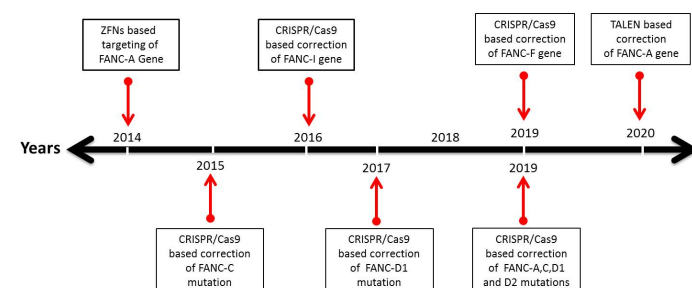 ZFNs based
targeting of
FANC-A Gene
CRISPR/Cas9
based correction
of FANC-I gene
CRISPR/Cas9
based correction
of FANC-F gene
TALEN based
correction
of FANC-A gene
Years
2014
2016
2018
2019
2020
2015
2017
2019
CRISPR/Cas9
based correction
of FANC-C
mutation
CRISPR/Cas9
based correction
of FANC-D1
mutation
CRISPR/Cas9
based correction
of FANC-A,C,D1
and D2 mutations